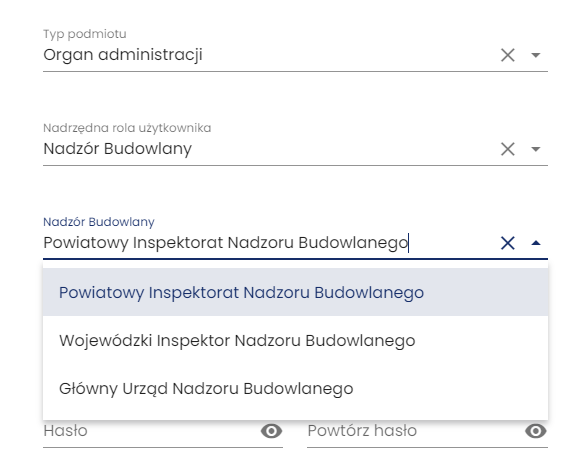 Typ podmiotu
Organ administracji
Nadrzędna rola użytkownika
Nadzór Budowlany
Nadzór Budowlany
Powiatowy Inspektorat Nadzoru Budowlanego
Powiatowy Inspektorat Nadzoru Budowlanego
Wojewódzki Inspektor Nadzoru Budowlanego
Główny Urząd Nadzoru Budowlanego
Hasło Powtórz hasło